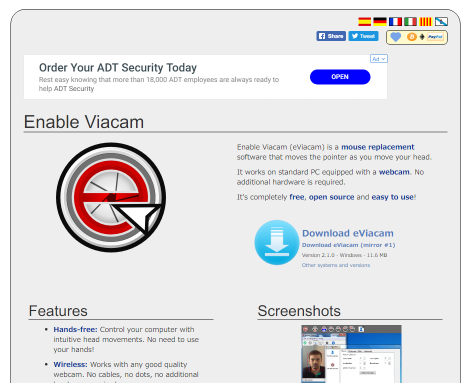 Share
Tweet
PayPal
Ad
Order Your ADT Security Today
Rest easy knowing that more than 18,000 ADT employees are always ready to
help ADT Security
OPEN
Enable Viacam
Enable Viacam (eViacam) is a mouse replacement
software that moves the pointer as you move your head.
It works on standard PC equipped with a webcam. No
additional hardware is required.
It's completely free, open source and easy to use!
Download eViacam
Download eViacam (mirror #1)
Version 2.1.0 - Windows - 11.6 MB
Other systems and versions
Features
Hands-free: Control your computer with
intuitive head movements. No need to use
your hands!
Wireless: Works with any good quality
webcam. No cables, no dots, no additional
Screenshots